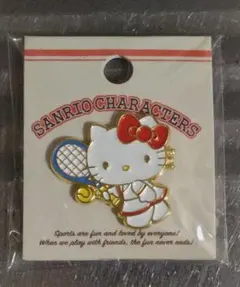 SANRIO CHARACTERS
Sports are fun and loved by everyone!
When we play with friends, the fun never ends!